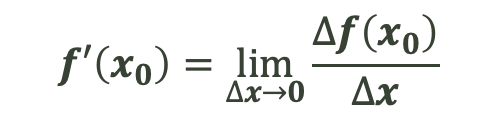 f′(x₀) = lim Δx→0 Δf(x₀) / Δx